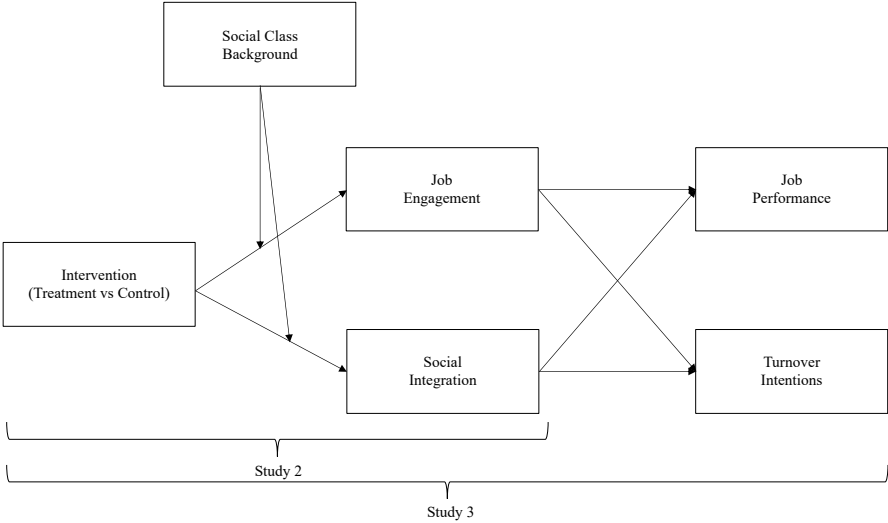 Social Class
Background
Job
Engagement
Job
Performance
Intervention
(Treatment vs Control)
Social
Integration
Turnover
Intentions
Study 2
Study 3